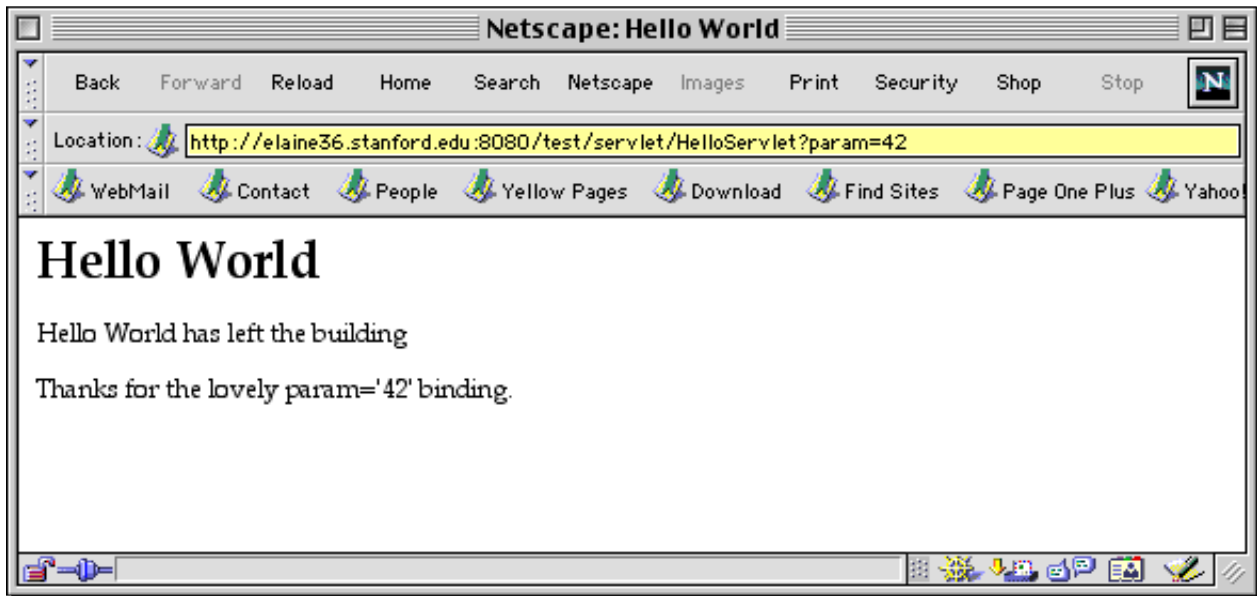 Netscape: Hello World
Back Forward Reload Home Search Netscape Images Print Security Shop Stop
N
Location: http://elaine36.stanford.edu:8080/test/servlet/HelloServlet?param=42
WebMail Contact People Yellow Pages Download Find Sites Page One Plus Yahoo!
Hello World
Hello World has left the building
Thanks for the lovely param='42' binding.